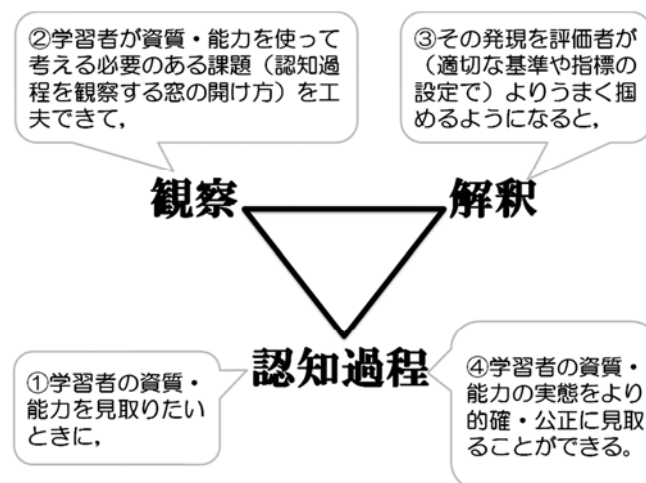 ②学習者が資質・能力を使って
考える必要のある課題（認知過
程を観察する窓の開け方）を工
夫できて，
③その発現を評価者が
（適切な基準や指標の
設定で）よりうまく掴
めるようになると，
観察
解釈
認知過程
①学習者の資質・
能力を見取りたい
ときに，
④学習者の資質・
能力の実態をより
的確・公正に見取
ることができる。